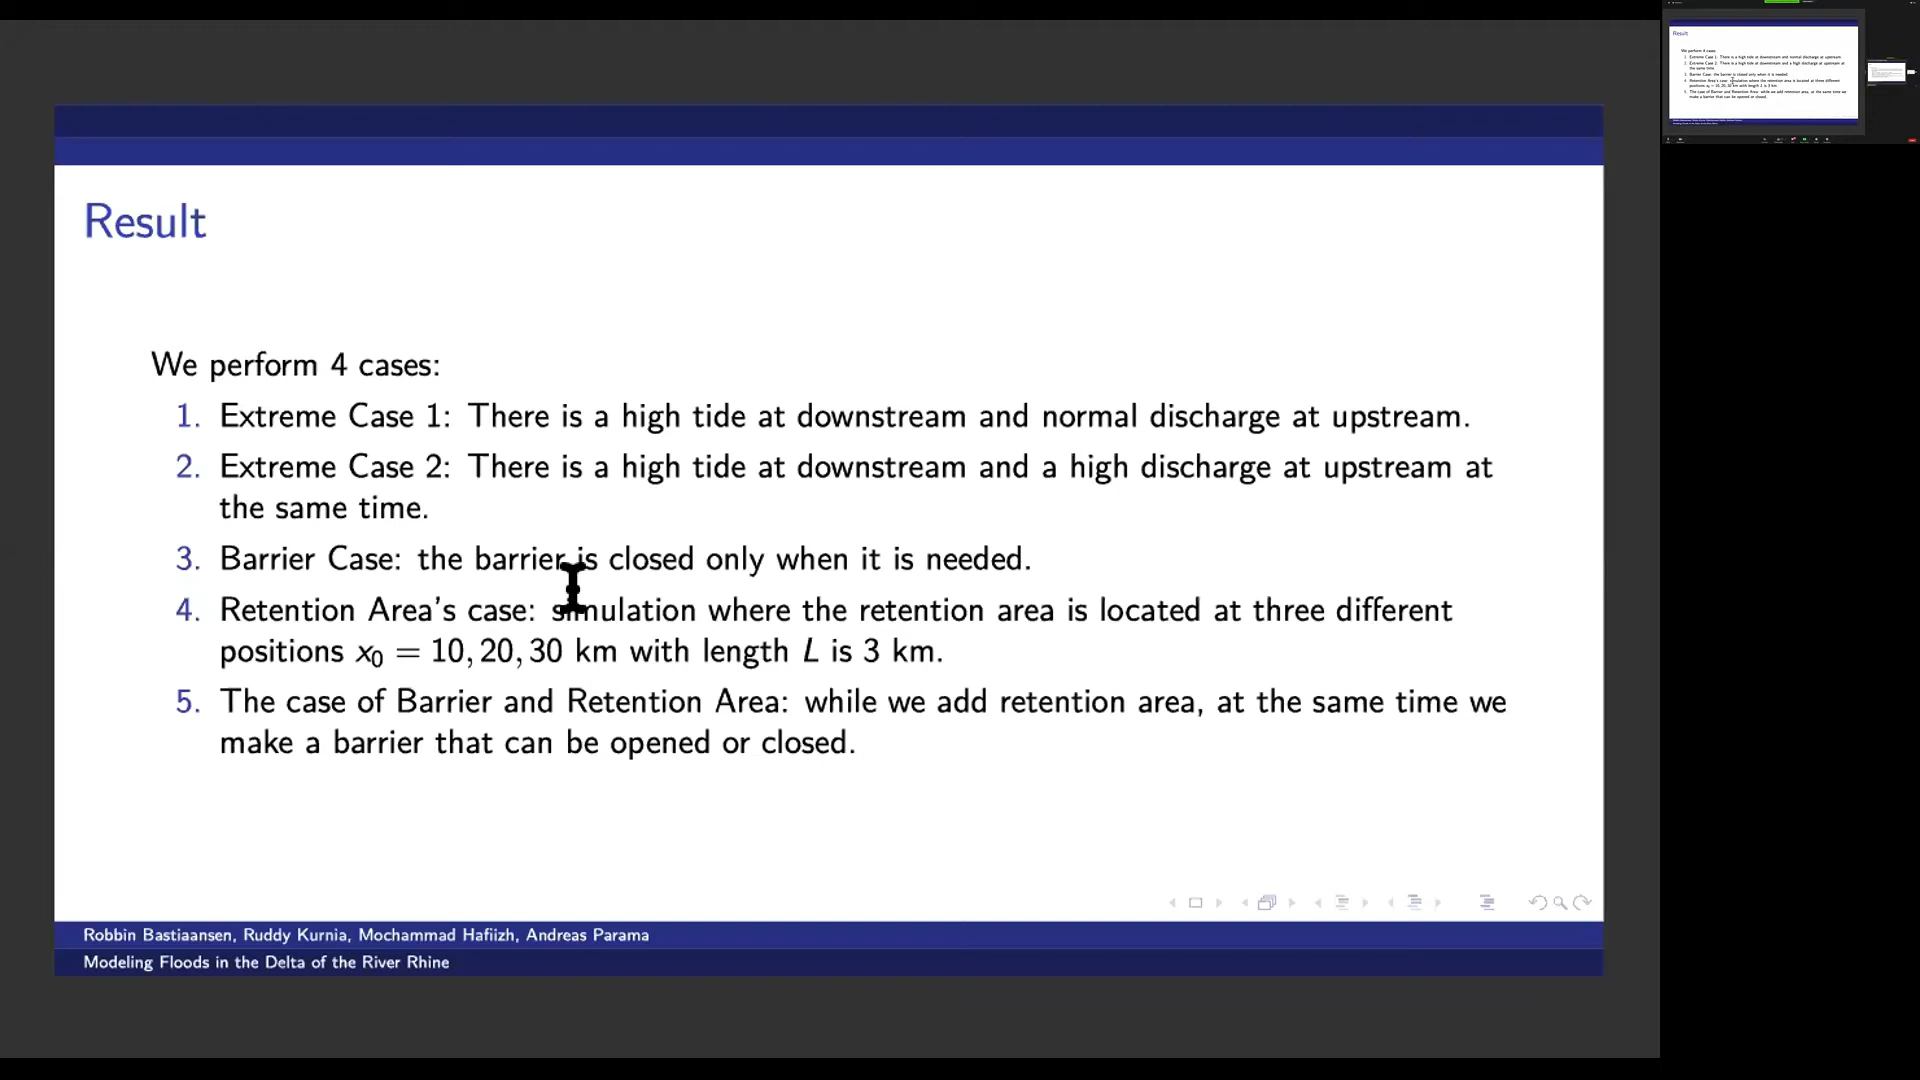 Result
We perform 4 cases:
1. Extreme Case 1: There is a high tide at downstream and normal discharge at upstream.
2. Extreme Case 2: There is a high tide at downstream and a high discharge at upstream at
the same time.
3. Barrier Case: the barrier is closed only when it is needed.
4. Retention Area's case: simulation where the retention area is located at three different
positions x₀ = 10, 20, 30 km with length L is 3 km.
5. The case of Barrier and Retention Area: while we add retention area, at the same time we
make a barrier that can be opened or closed.
Robbin Bastiaansen, Ruddy Kurnia, Mochammad Hafiizh, Andreas Parama
Modeling Floods in the Delta of the River Rhine